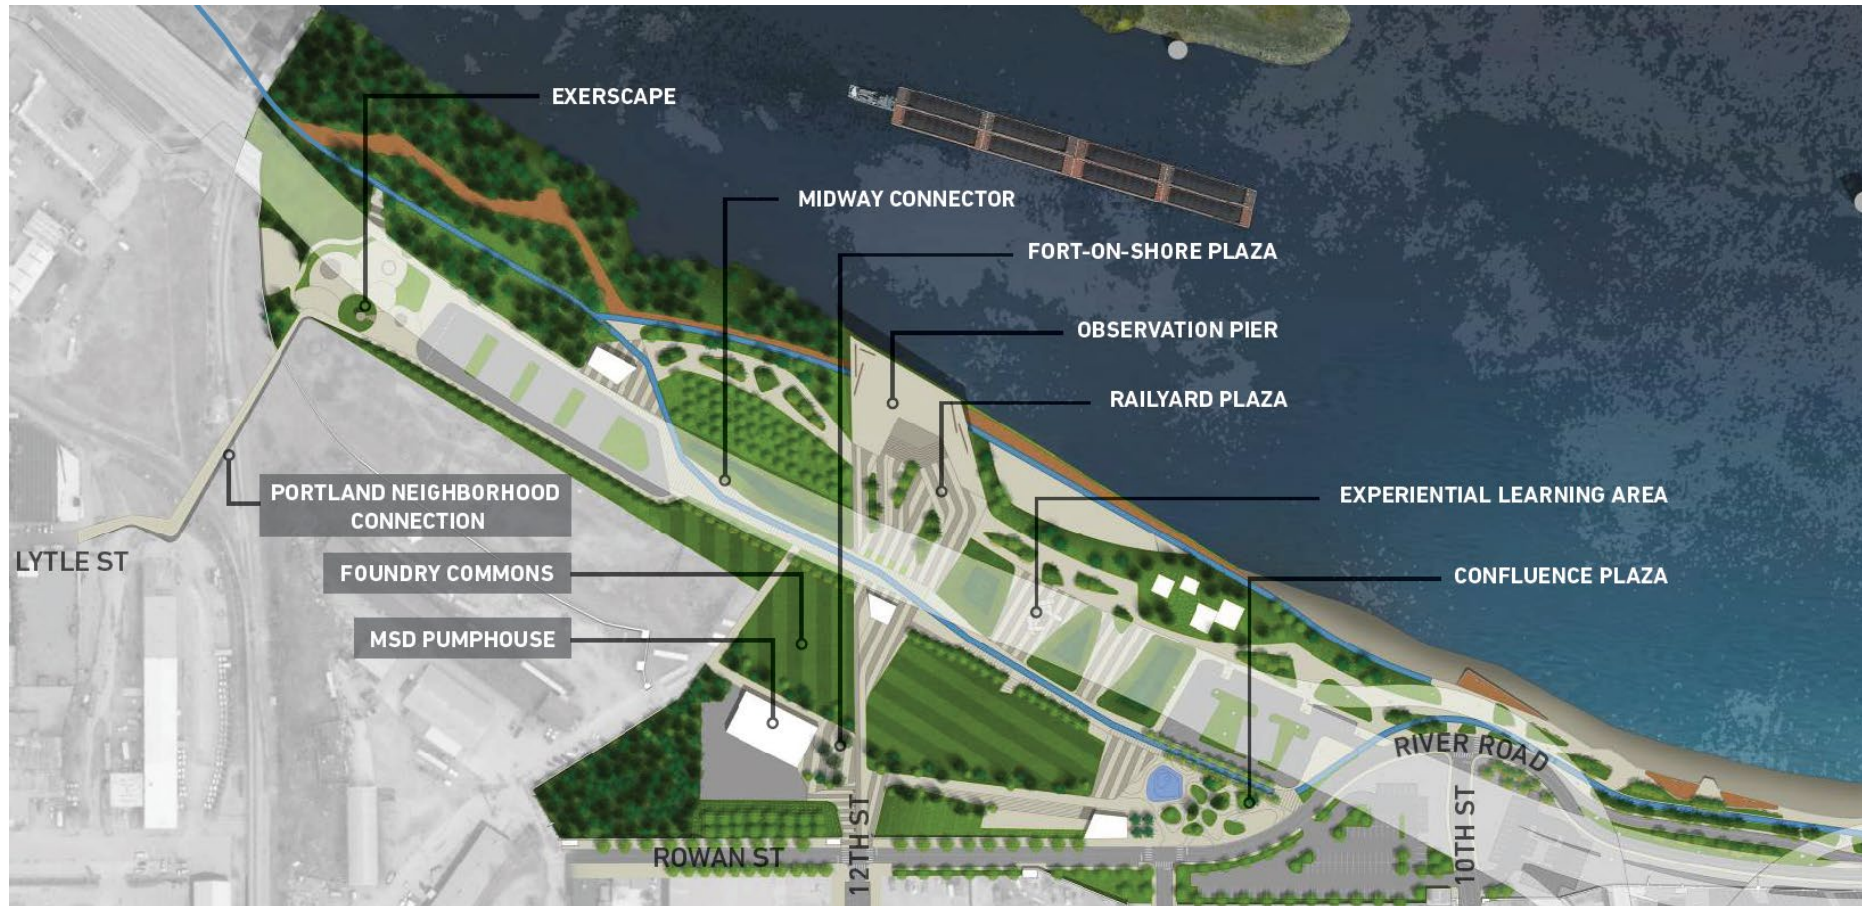 EXERSCAPE
MIDWAY CONNECTOR
FORT-ON-SHORE PLAZA
OBSERVATION PIER
RAILYARD PLAZA
PORTLAND NEIGHBORHOOD
CONNECTION
EXPERIENTIAL LEARNING AREA
LYTLE ST
FOUNDRY COMMONS
CONFLUENCE PLAZA
MSD PUMPHOUSE
RIVER ROAD
12TH ST
10TH ST
ROWAN ST